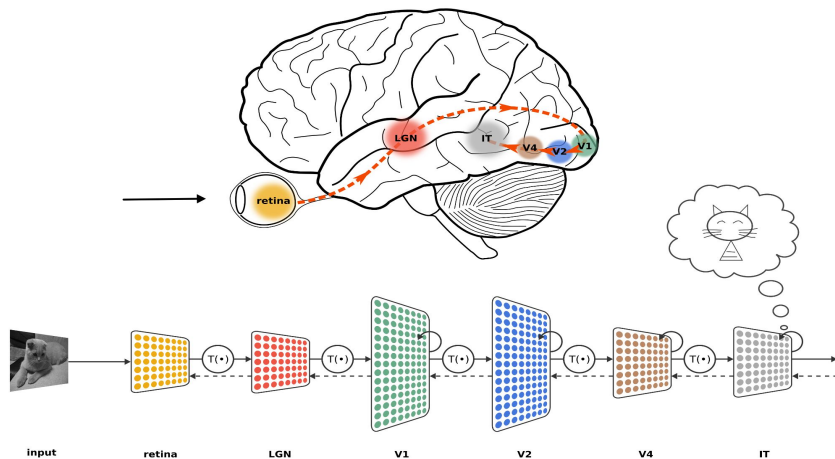 LGN
IT
V4
V2
V1
retina
T(•)
T(•)
T(•)
T(•)
T(•)
input
retina
LGN
V1
V2
V4
IT